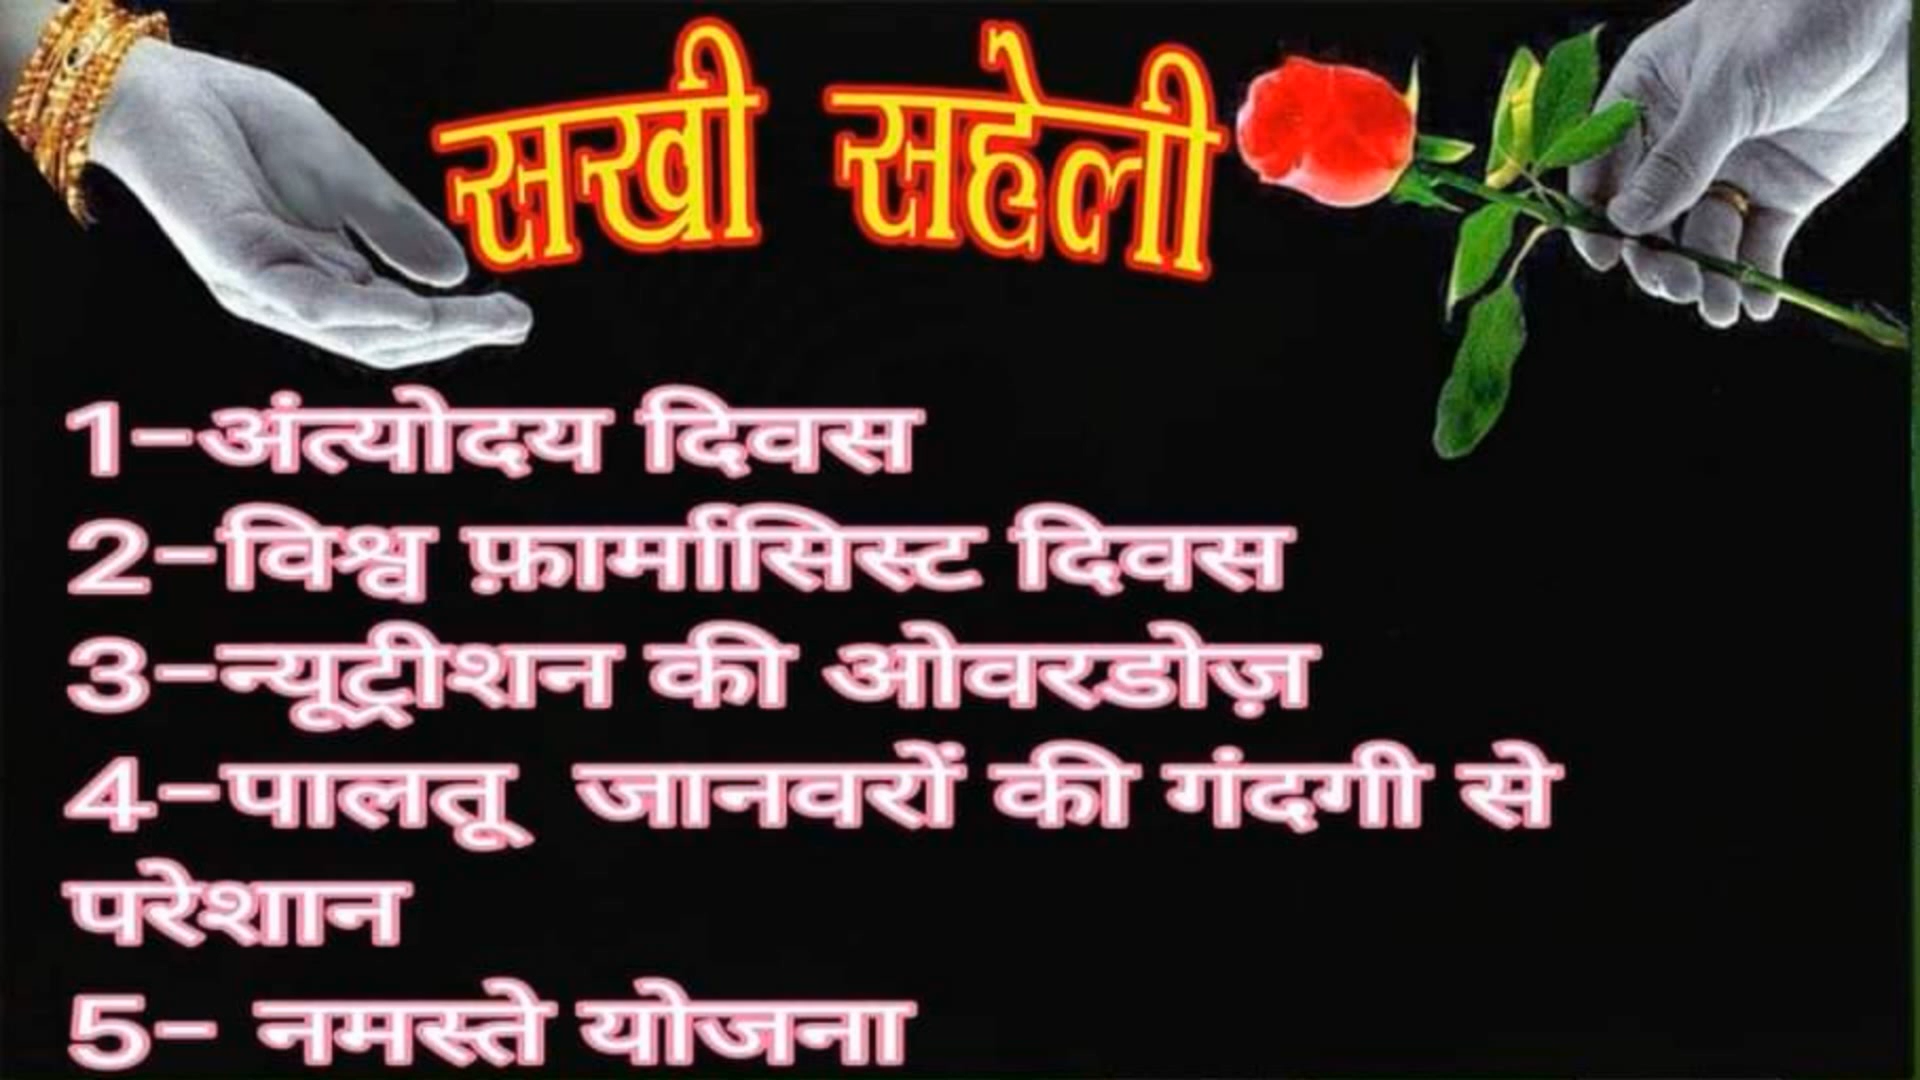 सखी सहेली
1-अंत्योदय दिवस
2-विश्व फ़ार्मासिस्ट दिवस
3-न्यूट्रीशन की ओवरडोज़
4-पालतू जानवरों की गंदगी से
परेशान
5- नमस्ते योजना